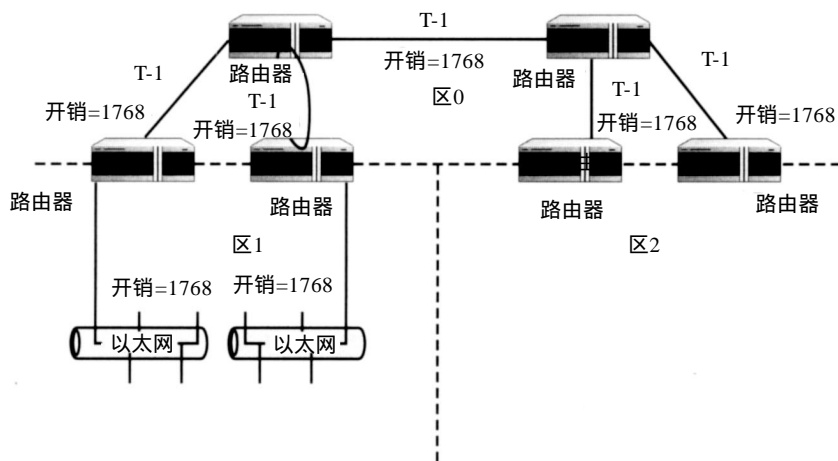 T-1
T-1
路由器
开销=1768
路由器
T-1
T-1
区0
T-1
开销=1768
开销=1768
开销=1768
开销=1768
路由器
路由器
路由器
路由器
区1
区2
开销=1768
开销=1768
以太网
以太网